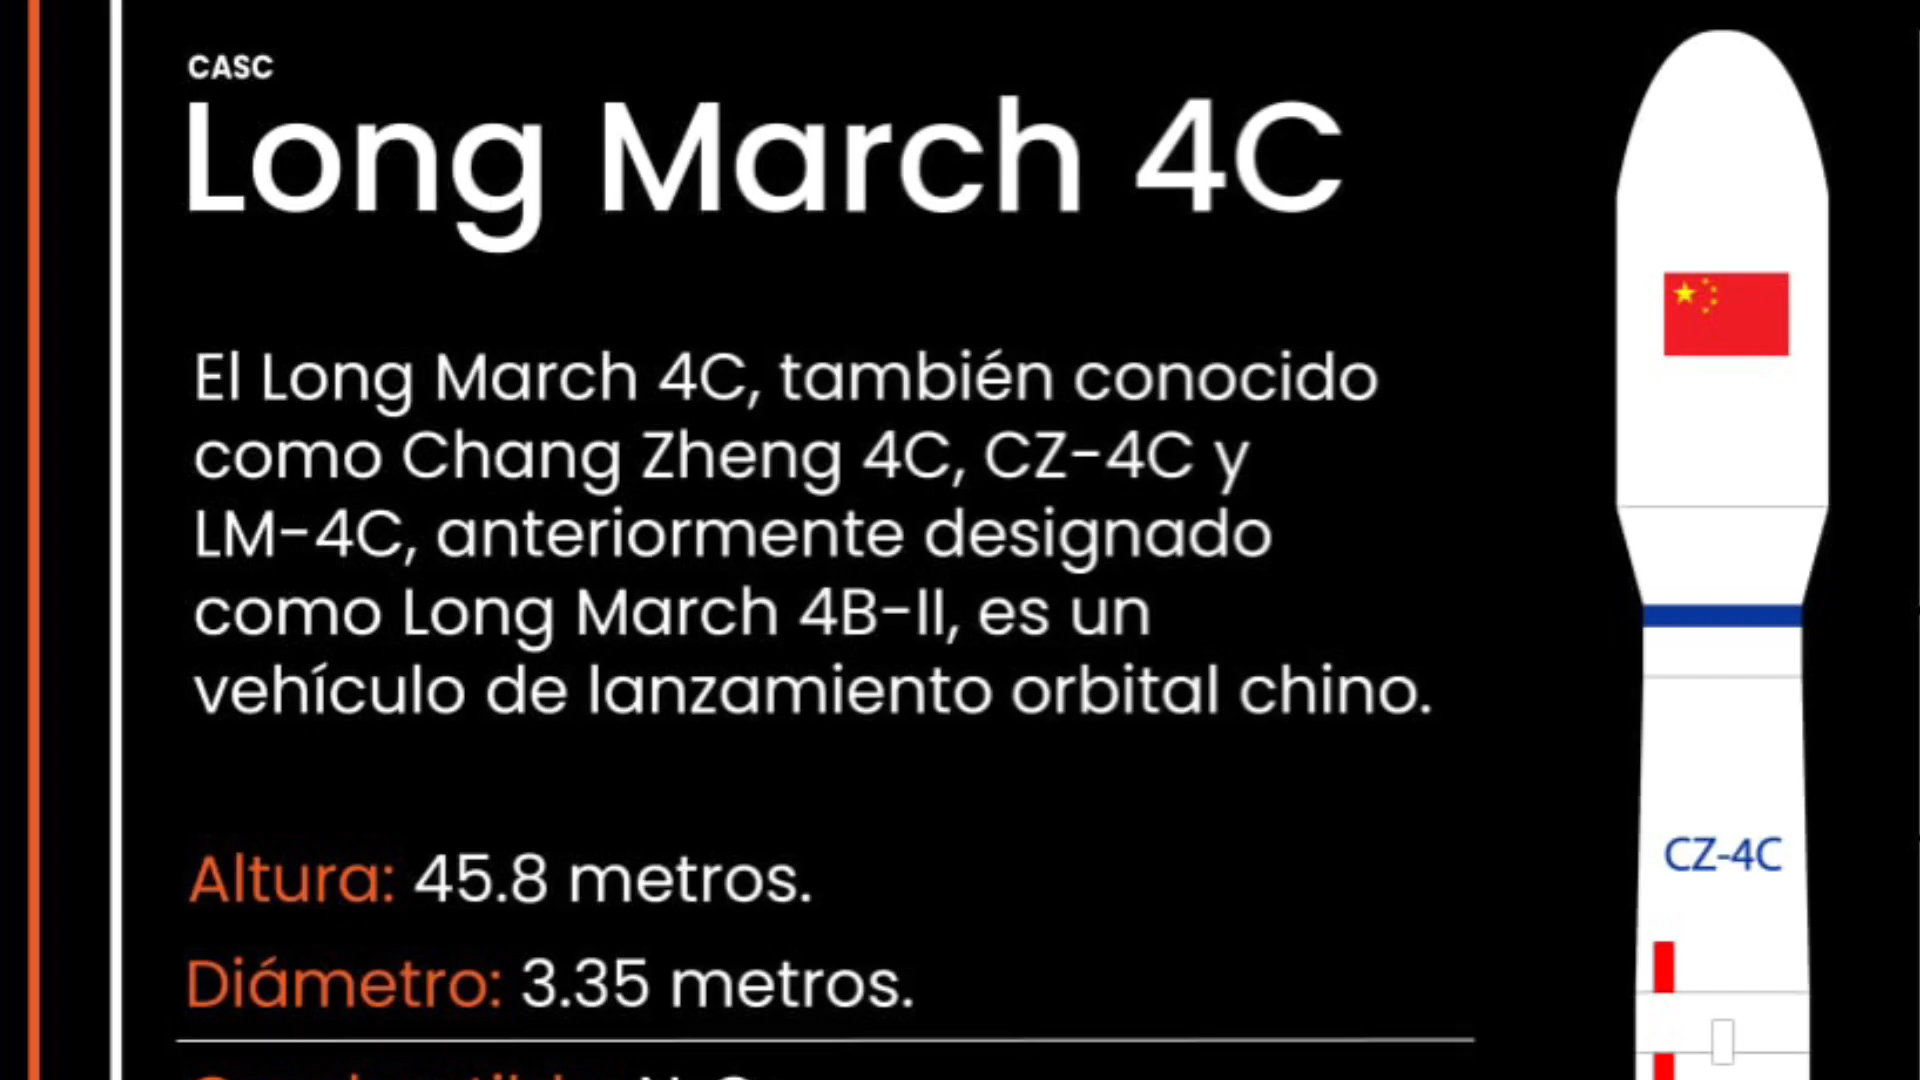 CASC
Long March 4C
El Long March 4C, también conocido
como Chang Zheng 4C, CZ-4C y
LM-4C, anteriormente designado
como Long March 4B-II, es un
vehículo de lanzamiento orbital chino.
Altura: 45.8 metros.
Diámetro: 3.35 metros.
CZ-4C